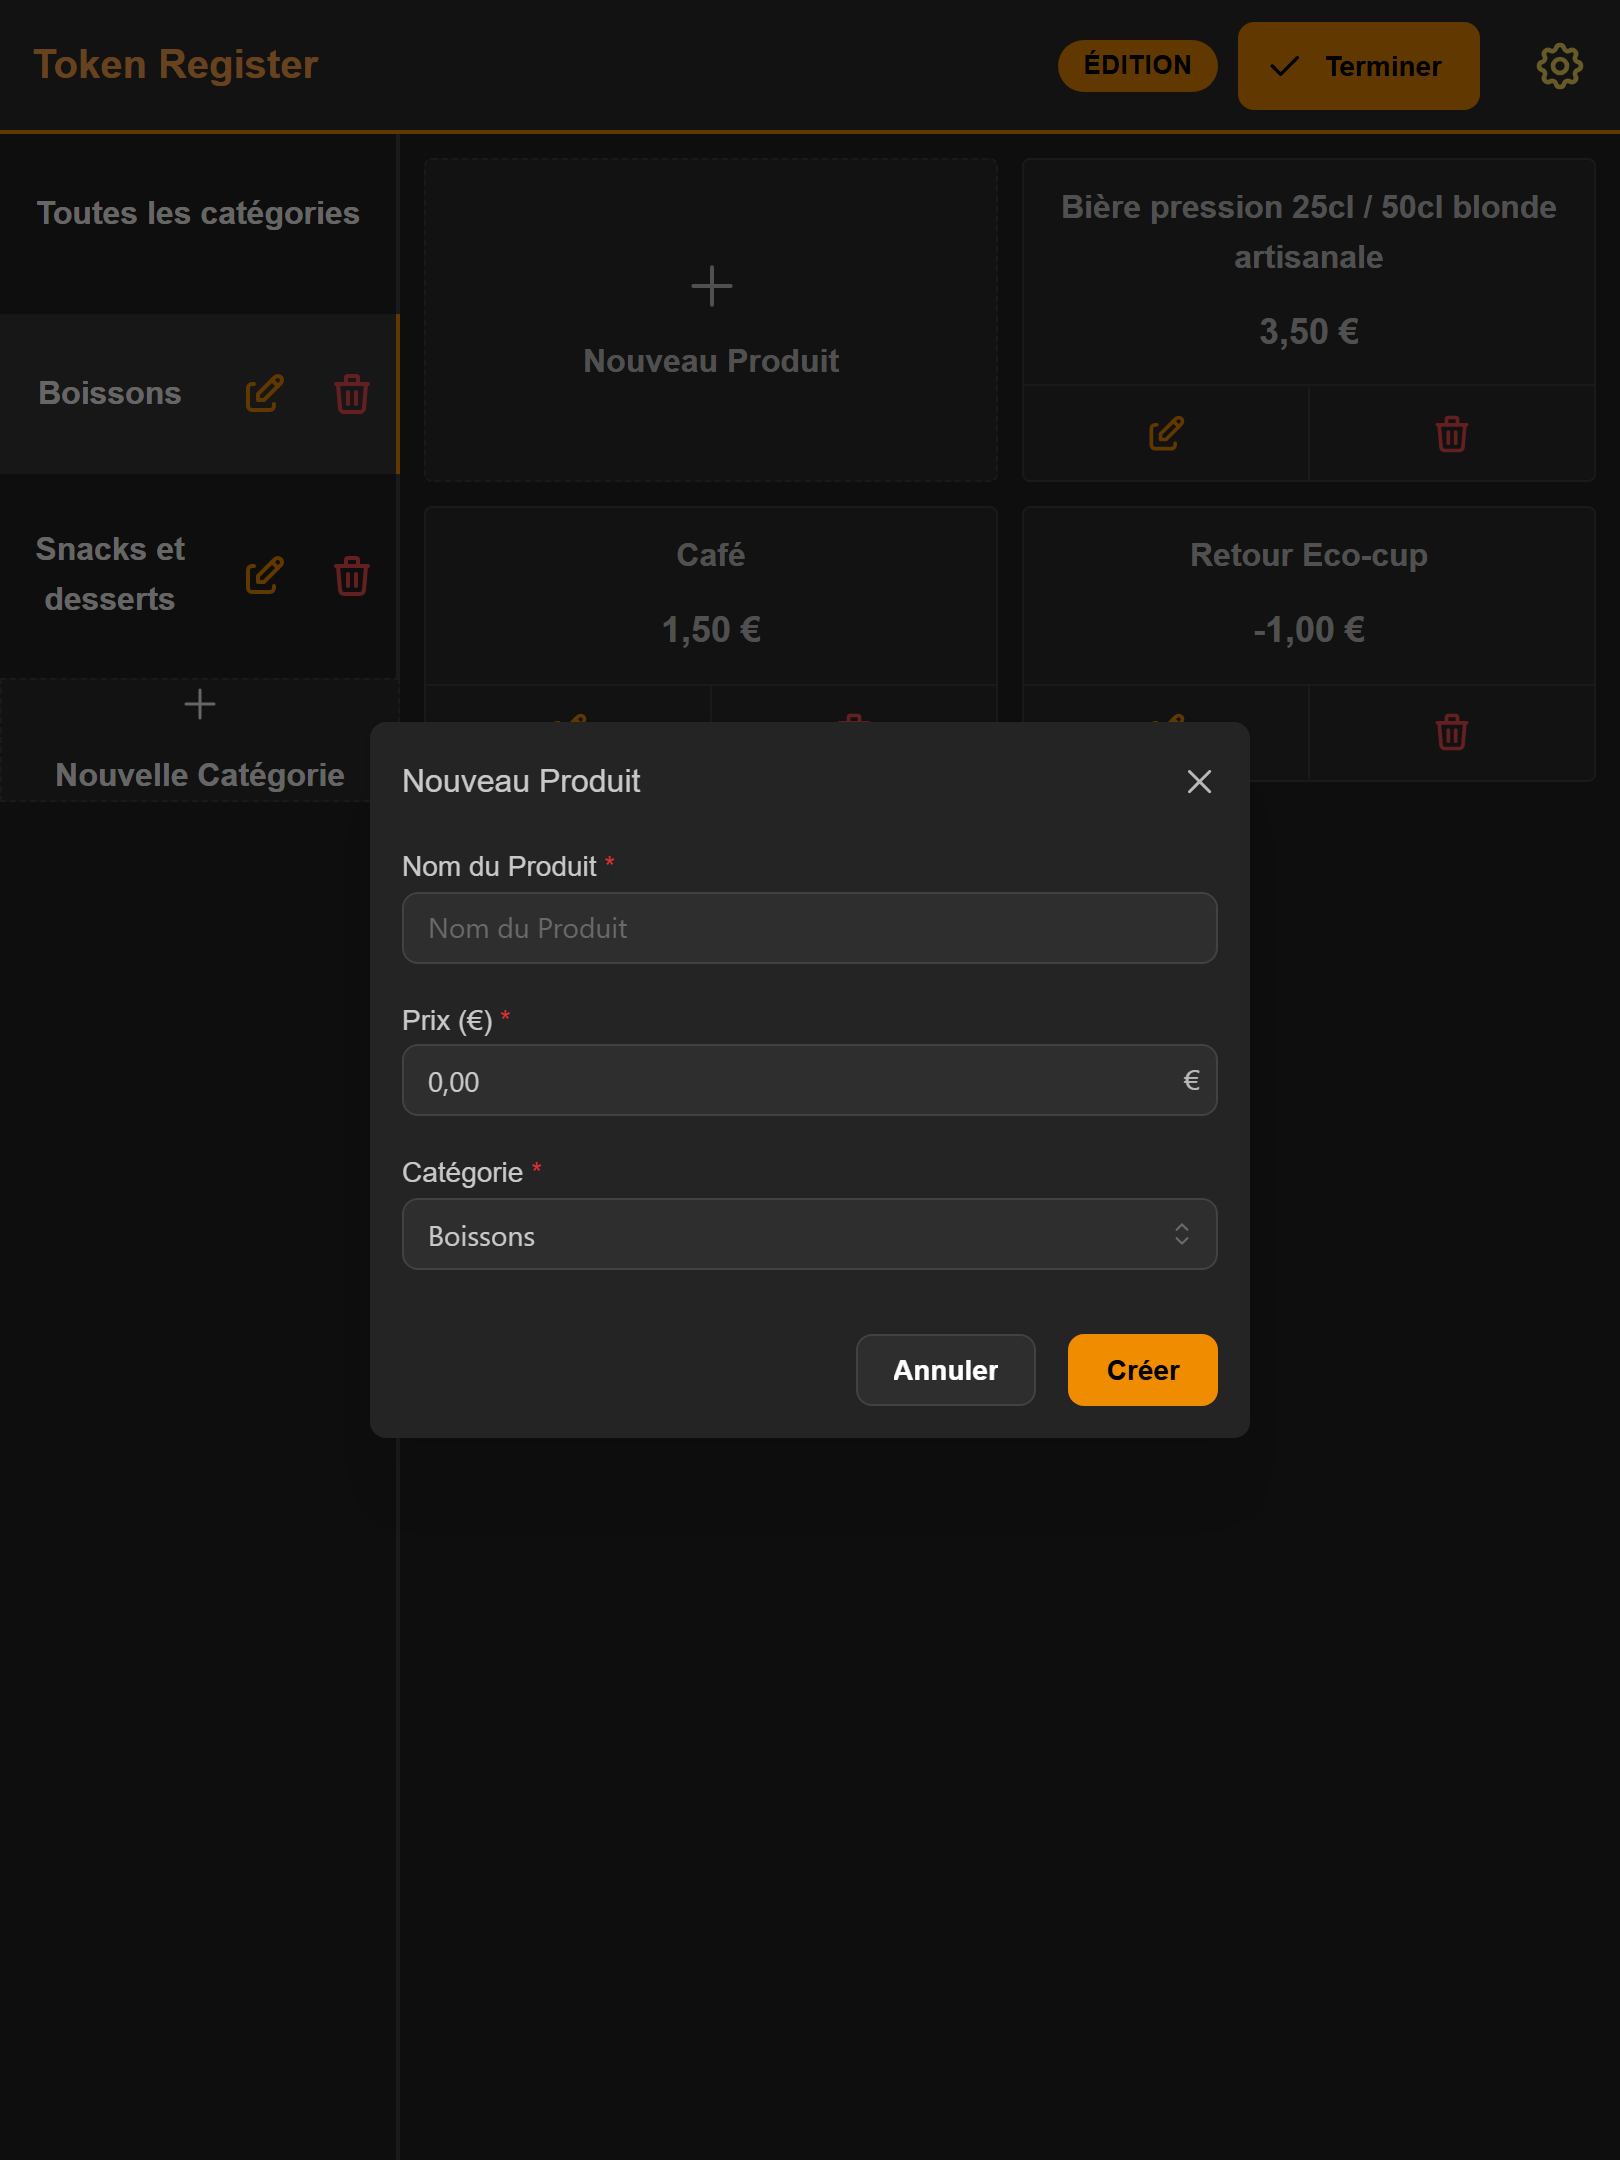 Token Register
ÉDITION
Terminer
Toutes les catégories
Boissons
Snacks et
desserts
Nouvelle Catégorie
Nouveau Produit
Bière pression 25cl / 50cl blonde
artisanale
3,50 €
Café
1,50 €
Retour Eco-cup
-1,00 €
Nouveau Produit
Nom du Produit *
Nom du Produit
Prix (€) *
0,00
€
Catégorie *
Boissons
Annuler
Créer